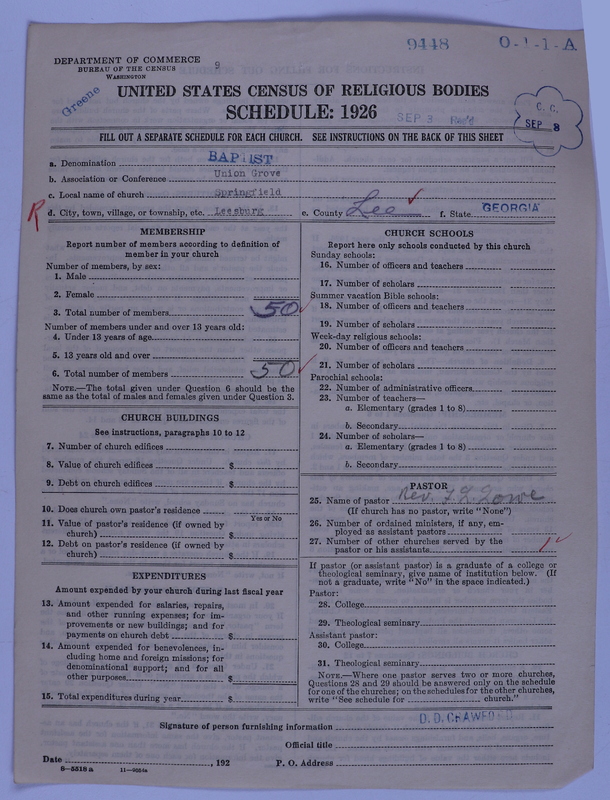 9448 O-1-1-A
DEPARTMENT OF COMMERCE
BUREAU OF THE CENSUS
WASHINGTON
9
Greene
UNITED STATES CENSUS OF RELIGIOUS BODIES
SCHEDULE: 1926
SEP 3 Rec'd
C. C.
SEP 8
FILL OUT A SEPARATE SCHEDULE FOR EACH CHURCH. SEE INSTRUCTIONS ON THE BACK OF THIS SHEET
a. Denomination BAPTIST
b. Association or Conference Union Grove
c. Local name of church Springfield
R d. City, town, village, or township, etc. Leesburg e. County Lee f. State GEORGIA
MEMBERSHIP
Report number of members according to definition of
member in your church
Number of members, by sex:
1. Male
2. Female
3. Total number of members 50
Number of members under and over 13 years old:
4. Under 13 years of age
5. 13 years old and over
6. Total number of members 50
NOTE.—The total given under Question 6 should be the
same as the total of males and females given under Question 3.
CHURCH BUILDINGS
See instructions, paragraphs 10 to 12
7. Number of church edifices
8. Value of church edifices $
9. Debt on church edifices $
10. Does church own pastor's residence
Yes or No
11. Value of pastor's residence (if owned by
church) $
12. Debt on pastor's residence (if owned by
church) $
EXPENDITURES
Amount expended by your church during last fiscal year
13. Amount expended for salaries, repairs,
and other running expenses; for im-
provements or new buildings; and for
payments on church debt $
14. Amount expended for benevolences, in-
cluding home and foreign missions; for
denominational support; and for all
other purposes $
15. Total expenditures during year $
CHURCH SCHOOLS
Report here only schools conducted by this church
Sunday schools:
16. Number of officers and teachers
17. Number of scholars
Summer vacation Bible schools:
18. Number of officers and teachers
19. Number of scholars
Week-day religious schools:
20. Number of officers and teachers
21. Number of scholars
Parochial schools:
22. Number of administrative officers
23. Number of teachers—
a. Elementary (grades 1 to 8)
b. Secondary
24. Number of scholars—
a. Elementary (grades 1 to 8)
b. Secondary
PASTOR
25. Name of pastor Rev. Lowe
(If church has no pastor, write "None")
26. Number of ordained ministers, if any, em-
ployed as assistant pastors
27. Number of other churches served by the
pastor or his assistants 1
If pastor (or assistant pastor) is a graduate of a college or
theological seminary, give name of institution below. (If
not a graduate, write "No" in the space indicated.)
Pastor:
28. College
29. Theological seminary
Assistant pastor:
30. College
31. Theological seminary
NOTE.—Where one pastor serves two or more churches,
Questions 28 and 29 should be answered only on the schedule
for one of the churches; on the schedules for the other churches,
write "See schedule for church."
Signature of person furnishing information D. D. CRAWFORD
Official title
Date , 192 P. O. Address
8-5518 a 11-9054a